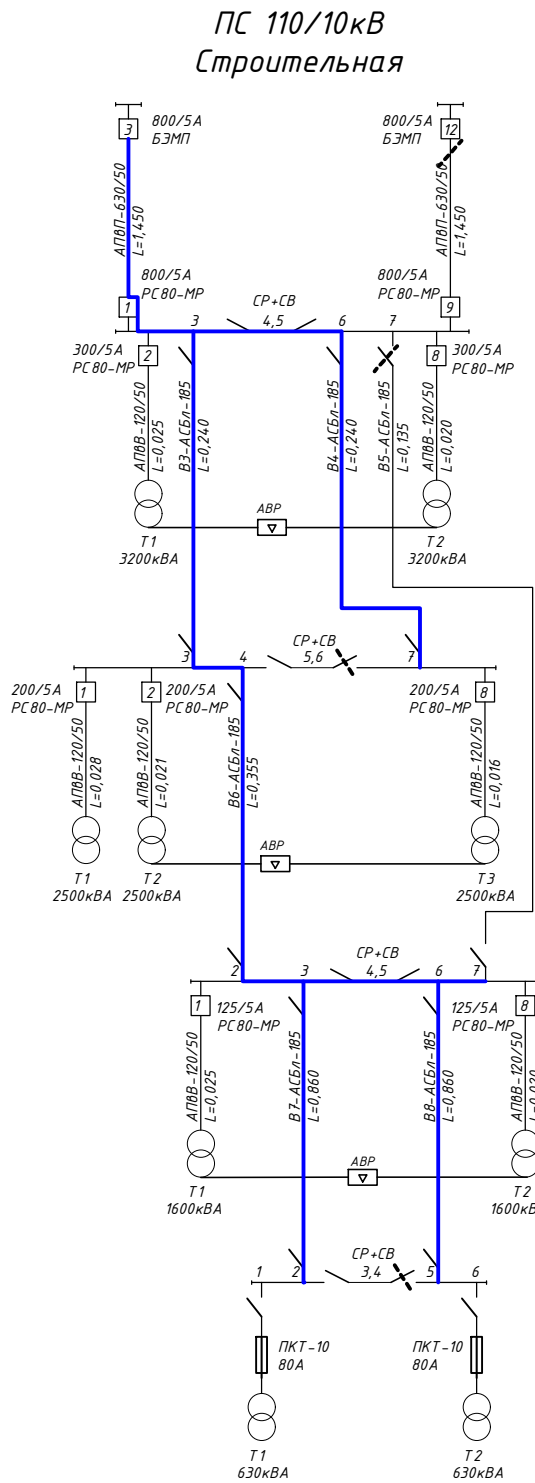 ПС 110/10кВ
Строительная
3
800/5А
БЭМП
800/5А
БЭМП
12
АПвП-630/50
L=1,450
АПвП-630/50
L=1,450
800/5А
РС80-МР
800/5А
РС80-МР
1
9
3
СР+СВ
4,5
6
7
300/5А
РС80-МР
2
8
300/5А
РС80-МР
АПвВ-120/50
L=0,025
В3-АСБл-185
L=0,240
В4-АСБл-185
L=0,240
В5-АСБл-185
L=0,135
АПвВ-120/50
L=0,020
АВР
Т1
3200кВА
Т2
3200кВА
3
4
СР+СВ
5,6
7
200/5А
РС80-МР
1
2
200/5А
РС80-МР
200/5А
РС80-МР
8
АПвВ-120/50
L=0,028
АПвВ-120/50
L=0,021
В6-АСБл-185
L=0,355
АПвВ-120/50
L=0,016
АВР
Т1
2500кВА
Т2
2500кВА
Т3
2500кВА
2
3
СР+СВ
4,5
6
7
1
125/5А
РС80-МР
125/5А
РС80-МР
8
АПвВ-120/50
L=0,025
В7-АСБл-185
L=0,860
В8-АСБл-185
L=0,860
АПвВ-120/50
АВР
Т1
1600кВА
Т2
1600кВА
1
2
СР+СВ
3,4
5
6
ПКТ-10
80А
ПКТ-10
80А
Т1
630кВА
Т2
630кВА